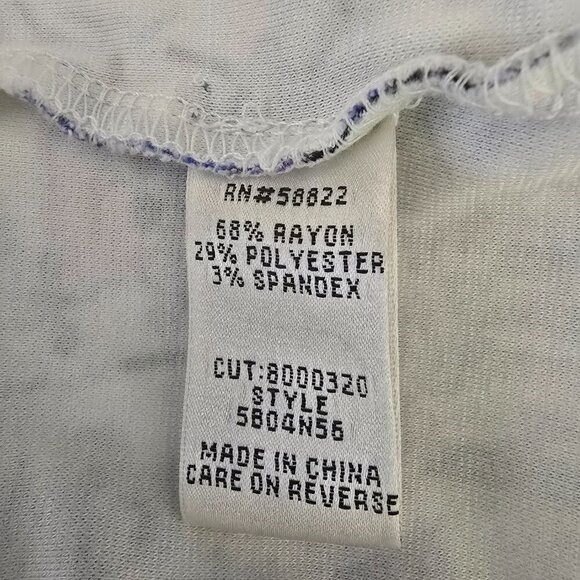 RN#58822
68% RAYON
29% POLYESTER
3% SPANDEX
CUT:8000320
STYLE
5B04N56
MADE IN CHINA
CARE ON REVERSE